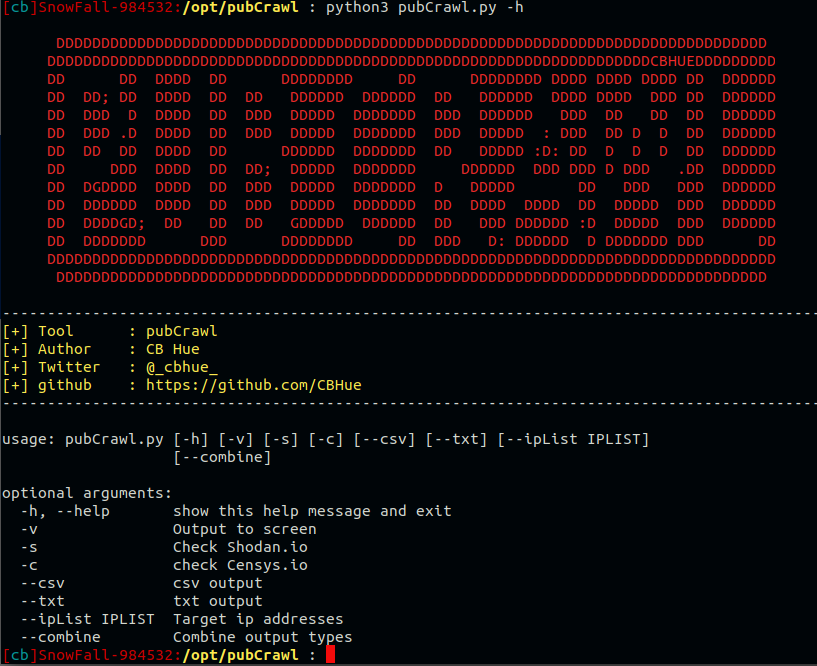 [cb]SnowFall-984532:/opt/pubCrawl : python3 pubCrawl.py -h
      DDDDDDDDDDDDDDDDDDDDDDDDDDDDDDDDDDDDDDDDDDDDDDDDDDDDDDDDDDDDDDDDDDDDDDDDDDDDDDD
     DDDDDDDDDDDDDDDDDDDDDDDDDDDDDDDDDDDDDDDDDDDDDDDDDDDDDDDDDDDDDDDDDDDCBHUEDDDDDDDDD
     DD      DD  DDDD  DD      DDDDDDDD     DD      DDDDDDDD DDDD DDDD DDDD DD  DDDDDD
     DD  DD; DD  DDDD  DD  DD   DDDDDD  DDDDDD  DD   DDDDDD  DDDD DDDD  DDD DD  DDDDDD
     DD  DDD  D  DDDD  DD  DDD  DDDDD  DDDDDDD  DDD  DDDDDD   DDD  DD   DD  DD  DDDDDD
     DD  DDD .D  DDDD  DD  DDD  DDDDD  DDDDDDD  DDD  DDDDD  : DDD  DD D  D  DD  DDDDDD
     DD  DD  DD  DDDD  DD      DDDDDD  DDDDDDD  DD   DDDDD :D: DD  D  D  D  DD  DDDDDD
     DD     DDD  DDDD  DD  DD;  DDDDD  DDDDDDD     DDDDDD  DDD DDD D DDD   .DD  DDDDDD
     DD  DGDDDD  DDDD  DD  DDD  DDDDD  DDDDDDD  D   DDDDD       DD   DDD   DDD  DDDDDD
     DD  DDDDDD  DDDD  DD  DDD  DDDDD  DDDDDDD  DD  DDDD  DDDD  DD  DDDDD  DDD  DDDDDD
     DD  DDDDGD;  DD   DD  DD   GDDDDD  DDDDDD  DD   DDD DDDDDD :D  DDDDD  DDD  DDDDDD
     DD  DDDDDDD      DDD      DDDDDDDD     DD  DDD   D: DDDDDD  D DDDDDDD DDD      DD
     DDDDDDDDDDDDDDDDDDDDDDDDDDDDDDDDDDDDDDDDDDDDDDDDDDDDDDDDDDDDDDDDDDDDDDDDDDDDDDDDD
      DDDDDDDDDDDDDDDDDDDDDDDDDDDDDDDDDDDDDDDDDDDDDDDDDDDDDDDDDDDDDDDDDDDDDDDDDDDDDDD
-------------------------------------------------------------------------------------------
[+] Tool      : pubCrawl
[+] Author    : CB Hue
[+] Twitter   : @_cbhue_
[+] github    : https://github.com/CBHue
-------------------------------------------------------------------------------------------
usage: pubCrawl.py [-h] [-v] [-s] [-c] [--csv] [--txt] [--ipList IPLIST]
                   [--combine]
optional arguments:
  -h, --help       show this help message and exit
  -v               Output to screen
  -s               Check Shodan.io
  -c               check Censys.io
  --csv            csv output
  --txt            txt output
  --ipList IPLIST  Target ip addresses
  --combine        Combine output types
[cb]SnowFall-984532:/opt/pubCrawl :